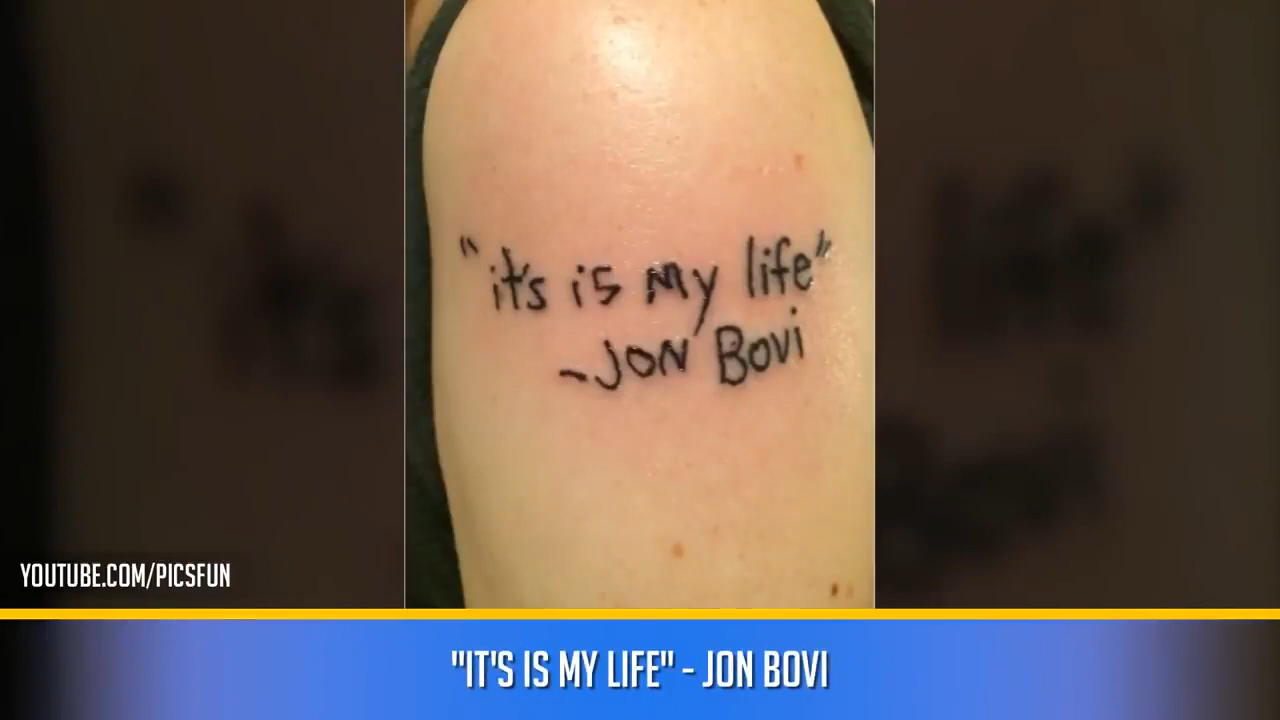 "it's is my life"
-JON BOVI
YOUTUBE.COM/PICSFUN
"IT'S IS MY LIFE" - JON BOVI